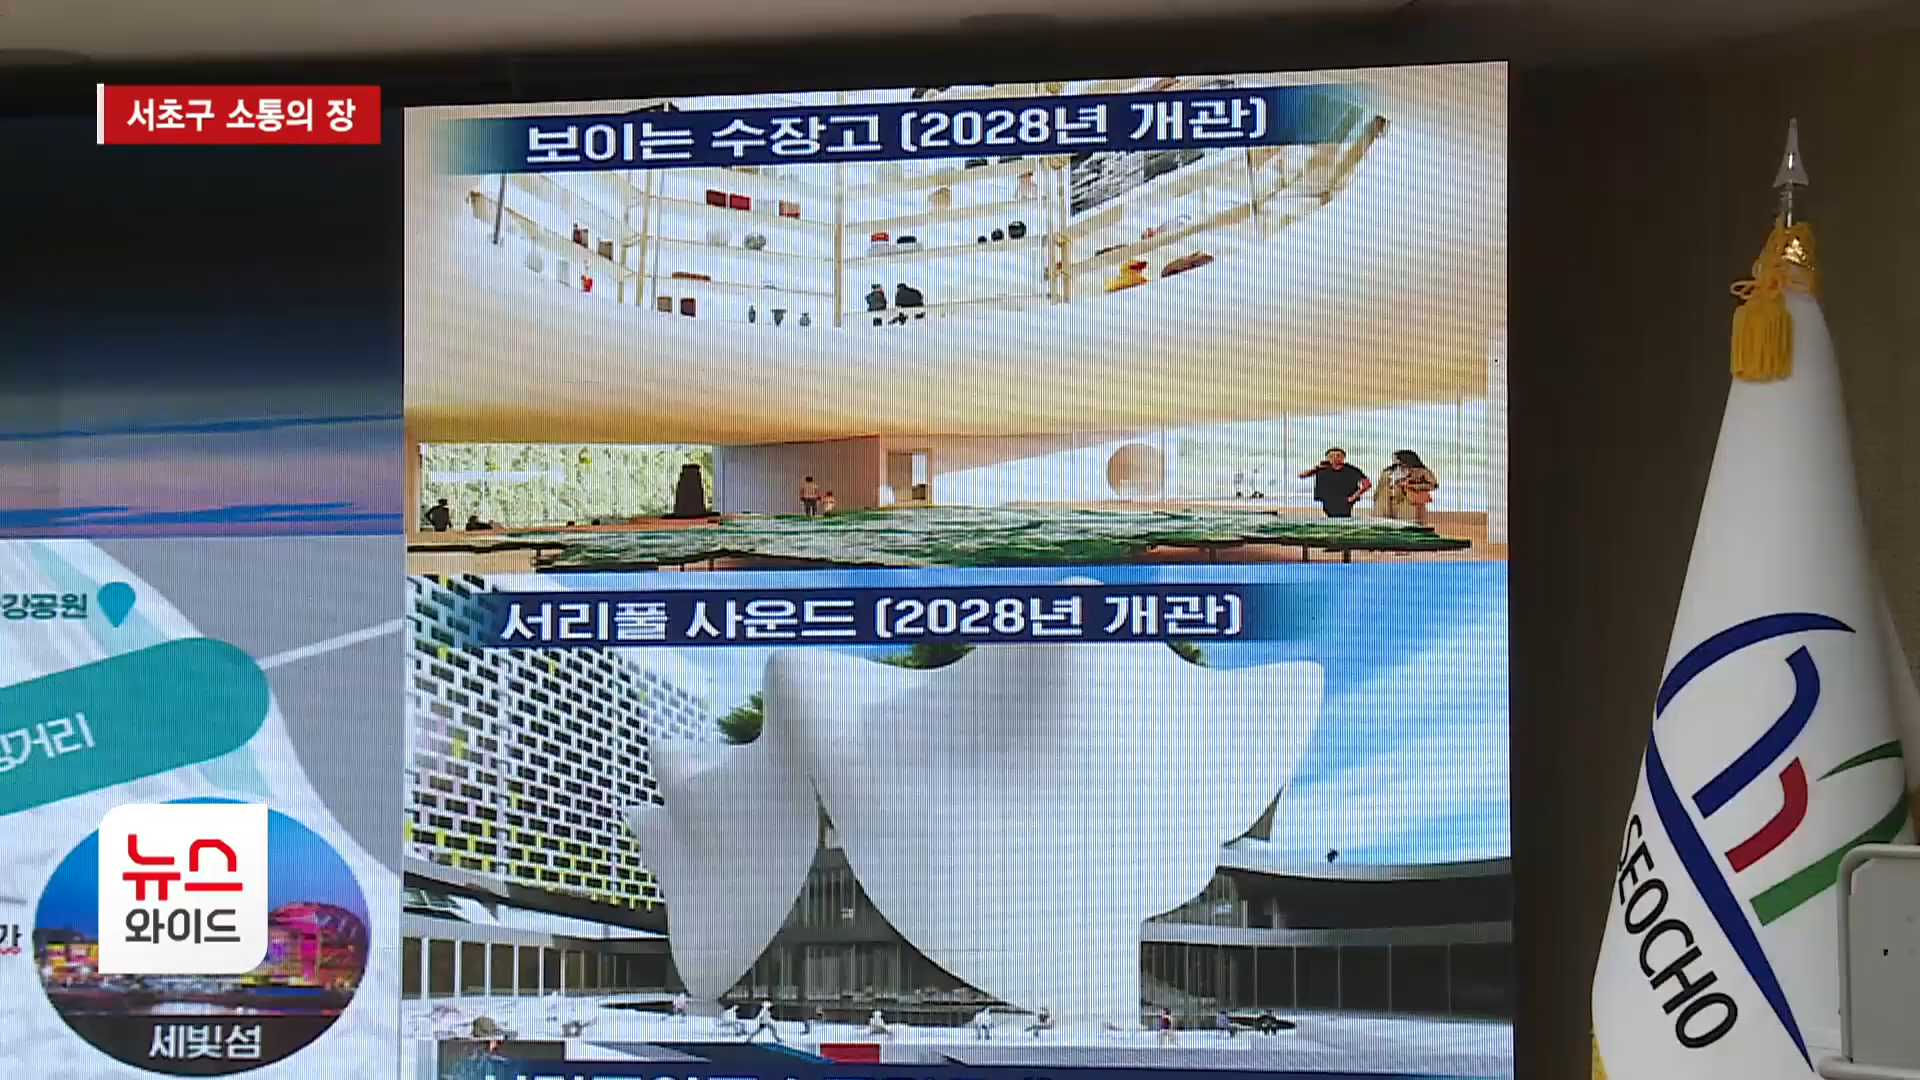 서초구 소통의 장
보이는 수장고 (2028년 개관)
서리풀 사운드 (2028년 개관)
강공원
거리
뉴스
와이드
세빛섬
SEOCHO